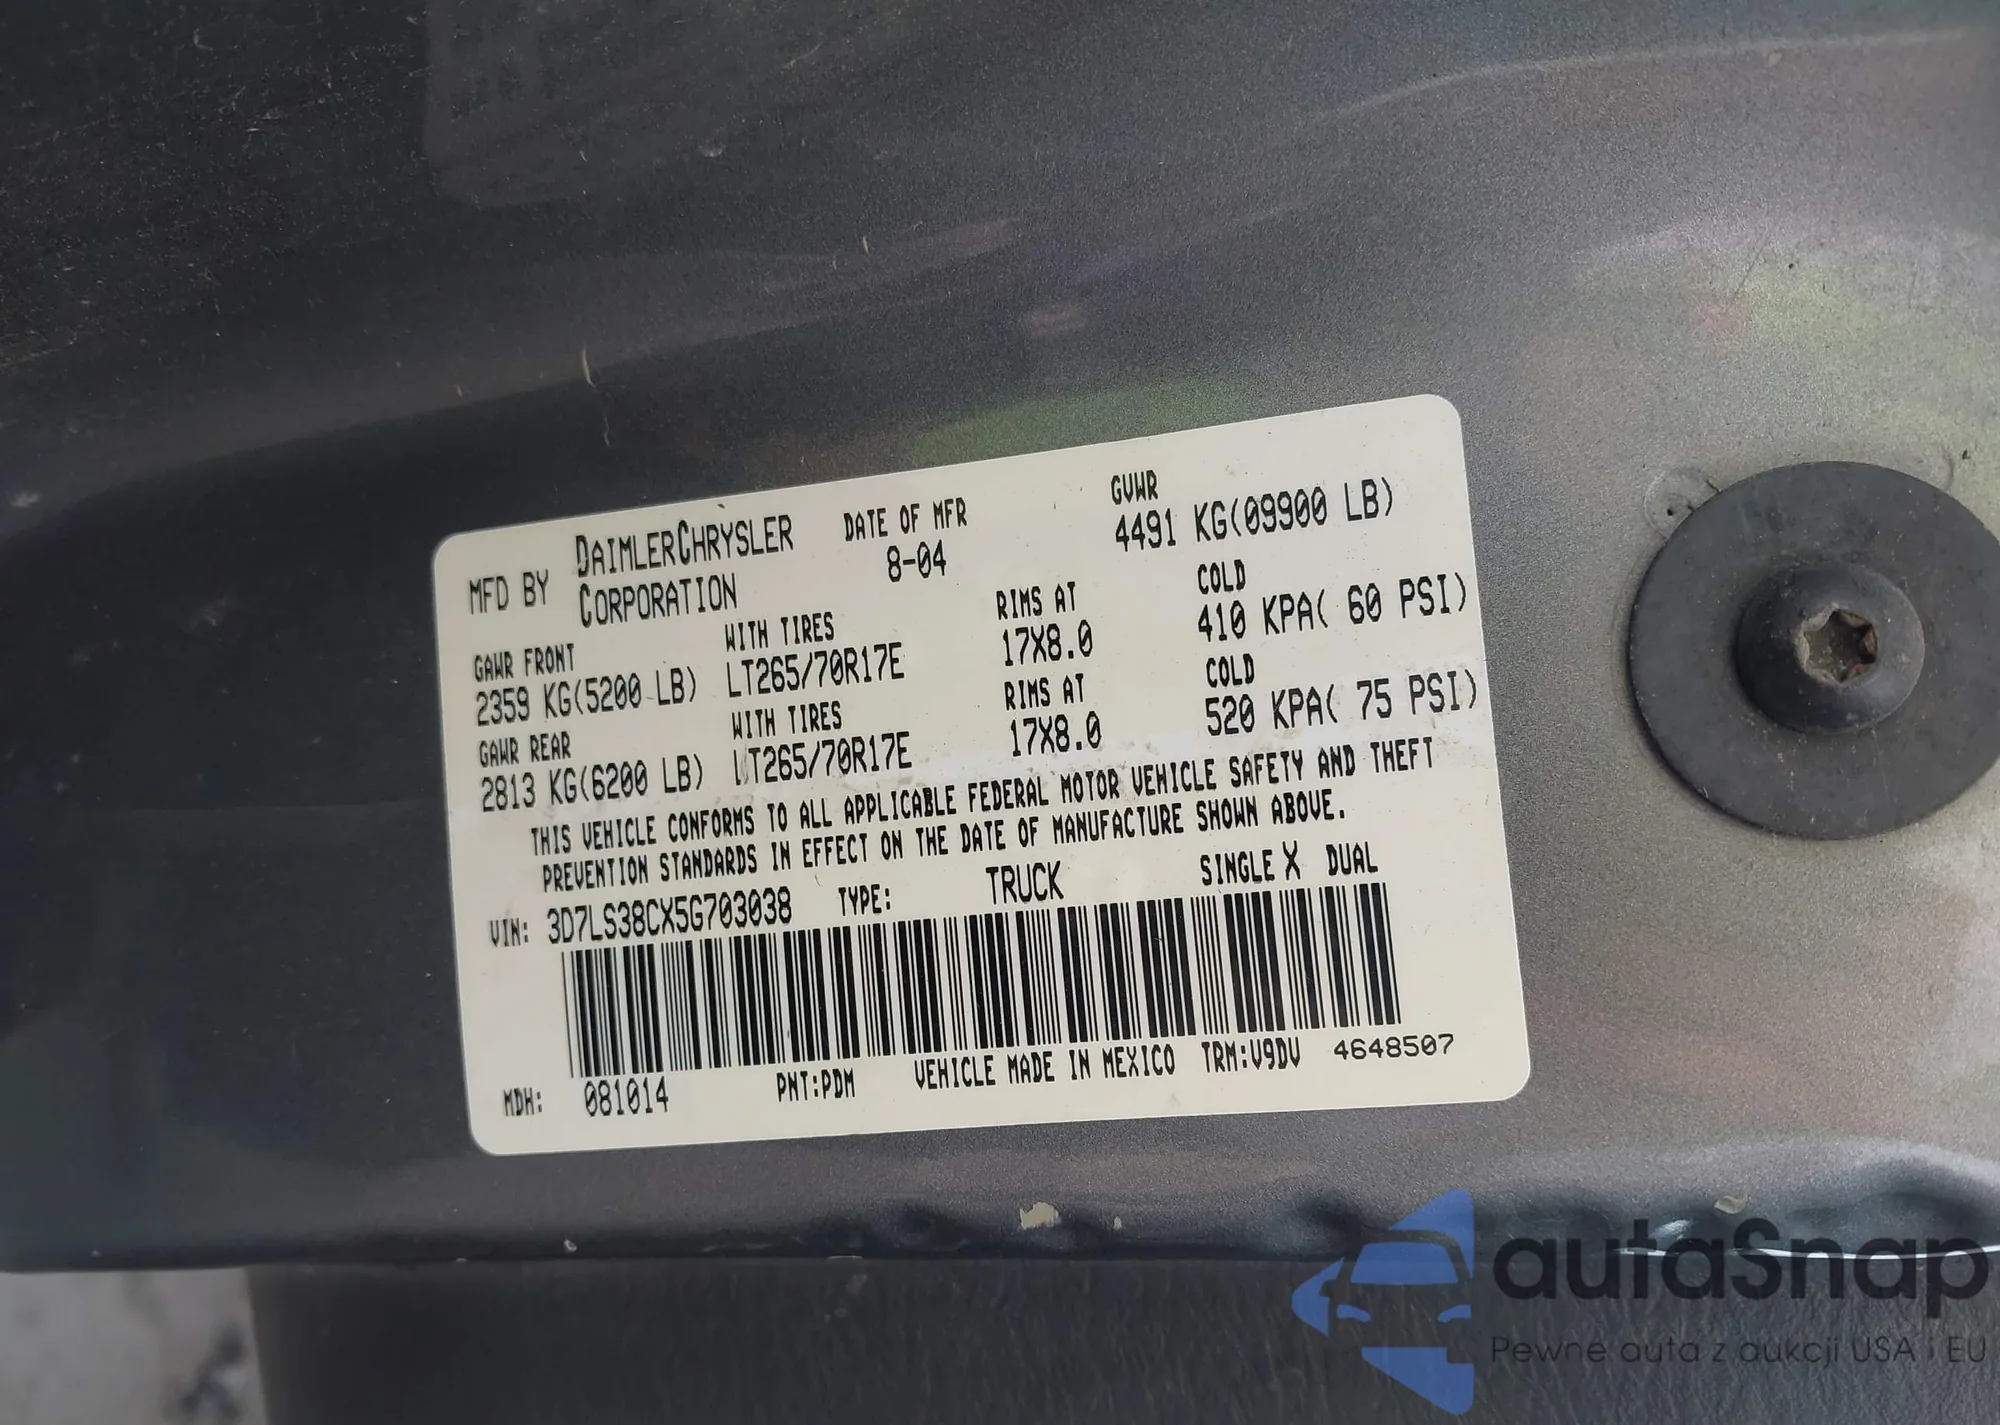 MFD BY DAIMLERCHRYSLER CORPORATION DATE OF MFR 8-04 GVWR 4491 KG(09900 LB)
GAWR FRONT WITH TIRES RIMS AT COLD
2359 KG(5200 LB) LT265/70R17E 17X8.0 410 KPA( 60 PSI)
GAWR REAR WITH TIRES RIMS AT COLD
2813 KG(6200 LB) LT265/70R17E 17X8.0 520 KPA( 75 PSI)
THIS VEHICLE CONFORMS TO ALL APPLICABLE FEDERAL MOTOR VEHICLE SAFETY AND THEFT
PREVENTION STANDARDS IN EFFECT ON THE DATE OF MANUFACTURE SHOWN ABOVE.
VIN: 3D7LS38CX5G703038 TYPE: TRUCK SINGLE X DUAL
MDH: 081014 PNT:PDM VEHICLE MADE IN MEXICO TRM:V9DV 4648507
autaSnap
Pewne auta z aukcji USA i EU